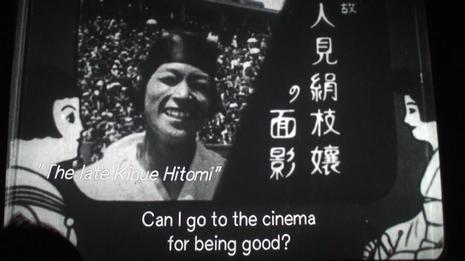 故
人見絹枝嬢
の
面影
"The late Kinue Hitomi"
Can I go to the cinema
for being good?